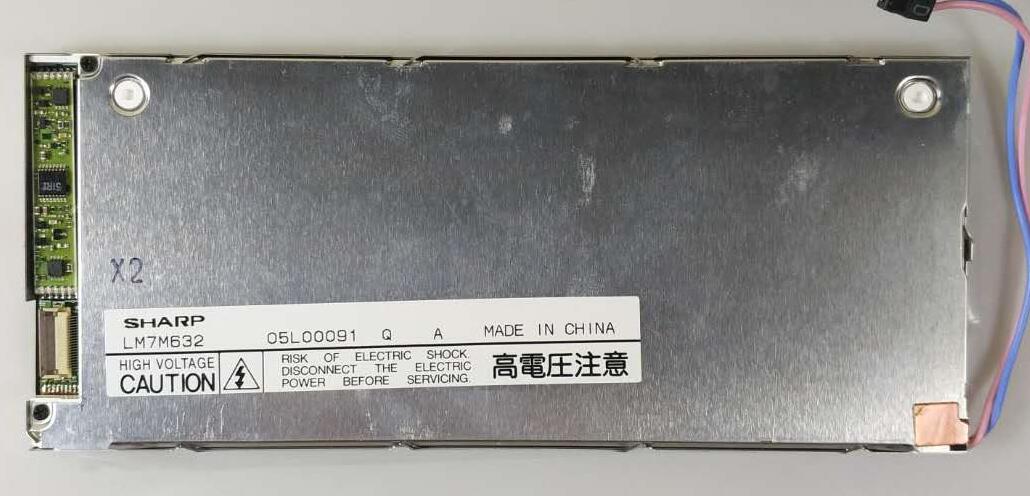 X2
SHARP
LM7M632 05L00091 Q A MADE IN CHINA
HIGH VOLTAGE
CAUTION
RISK OF ELECTRIC SHOCK.
DISCONNECT THE ELECTRIC
POWER BEFORE SERVICING.
高電圧注意